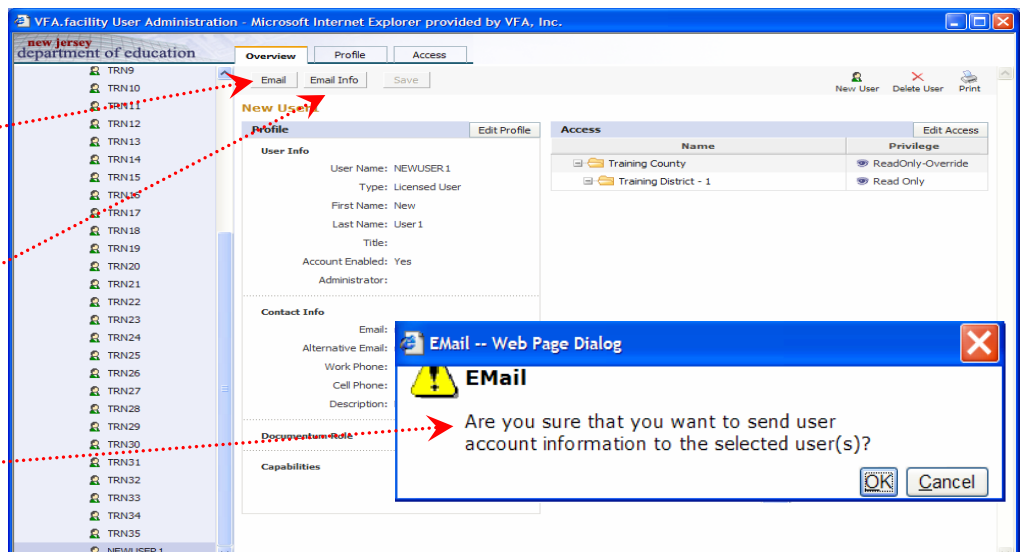 VFA.facility User Administration - Microsoft Internet Explorer provided by VFA, Inc.
new jersey
department of education
Overview Profile Access
Email Email Info Save
New User Delete User Print
TRN9
TRN10
TRN11
TRN12
TRN13
TRN14
TRN15
TRN16
TRN17
TRN18
TRN19
TRN20
TRN21
TRN22
TRN23
TRN24
TRN25
TRN26
TRN27
TRN28
TRN29
TRN30
TRN31
TRN32
TRN33
TRN34
TRN35
NEWUSER1
New User1
Profile Edit Profile
User Info
User Name: NEWUSER1
Type: Licensed User
First Name: New
Last Name: User1
Title:
Account Enabled: Yes
Administrator:
Contact Info
Email:
Alternative Email:
Work Phone:
Cell Phone:
Description:
Documentum Role
Capabilities
Access Edit Access
Name Privilege
Training County ReadOnly-Override
Training District - 1 Read Only
EMail -- Web Page Dialog
EMail
Are you sure that you want to send user
account information to the selected user(s)?
OK Cancel